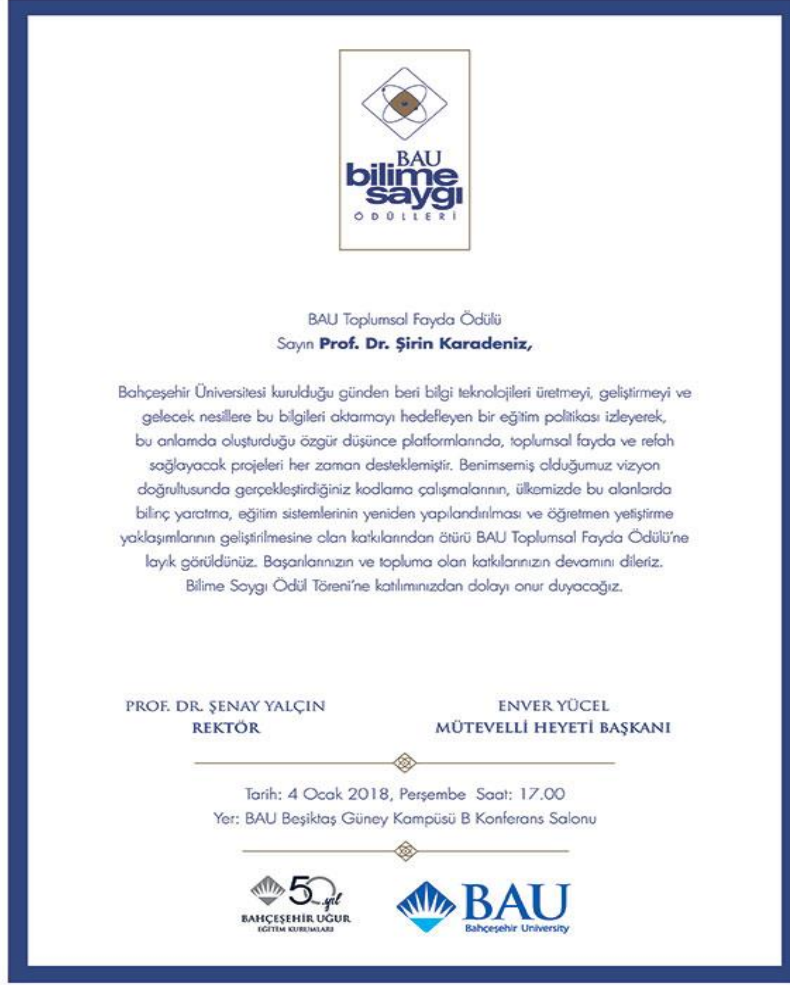 BAU
bilime
saygı
ÖDÜLLERİ
BAU Toplumsal Fayda Ödülü
Sayın Prof. Dr. Şirin Karadeniz,
Bahçeşehir Üniversitesi kurulduğu günden beri bilgi teknolojileri üretmeyi, geliştirmeyi ve
gelecek nesillere bu bilgileri aktarmayı hedefleyen bir eğitim politikası izleyerek,
bu anlamda oluşturduğu özgür düşünce platformlarında, toplumsal fayda ve refah
sağlayacak projeleri her zaman desteklemiştir. Benimsemiş olduğumuz vizyon
doğrultusunda gerçekleştirdiğiniz kodlama çalışmalarının, ülkemizde bu alanlarda
bilinç yaratma, eğitim sistemlerinin yeniden yapılandırılması ve öğretmen yetiştirme
yaklaşımlarının geliştirilmesine olan katkılarından ötürü BAU Toplumsal Fayda Ödülü'ne
layık görüldünüz. Başarılarınızın ve topluma olan katkılarınızın devamını dileriz.
Bilime Saygı Ödül Töreni'ne katılımınızdan dolayı onur duyacağız.
PROF. DR. ŞENAY YALÇIN
REKTÖR
ENVER YÜCEL
MÜTEVELLİ HEYETİ BAŞKANI
Tarih: 4 Ocak 2018, Perşembe Saat: 17.00
Yer: BAU Beşiktaş Güney Kampüsü B Konferans Salonu
50.yıl
BAHÇEŞEHİR UĞUR
EĞİTİM KURUMLARI
BAU
Bahçeşehir University